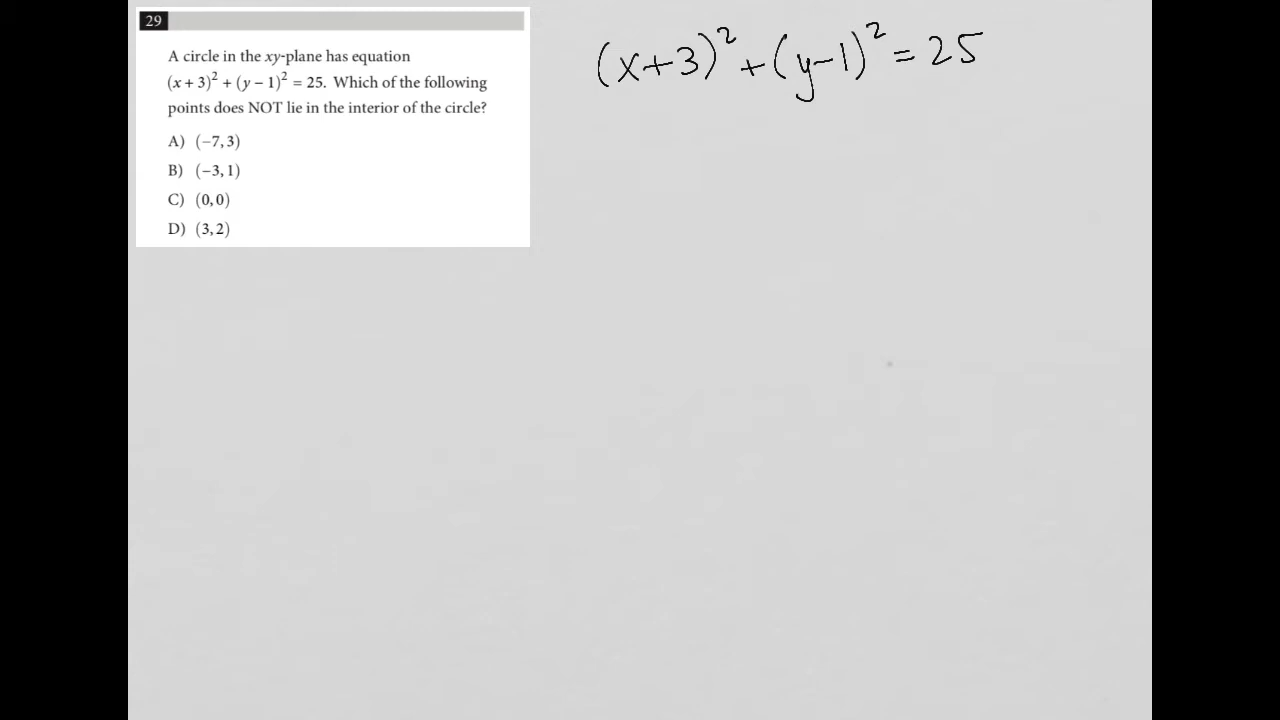 29
A circle in the xy-plane has equation
(x + 3)² + (y − 1)² = 25. Which of the following
points does NOT lie in the interior of the circle?
A) (−7, 3)
B) (−3, 1)
C) (0, 0)
D) (3, 2)
(x+3)² + (y−1)² = 25